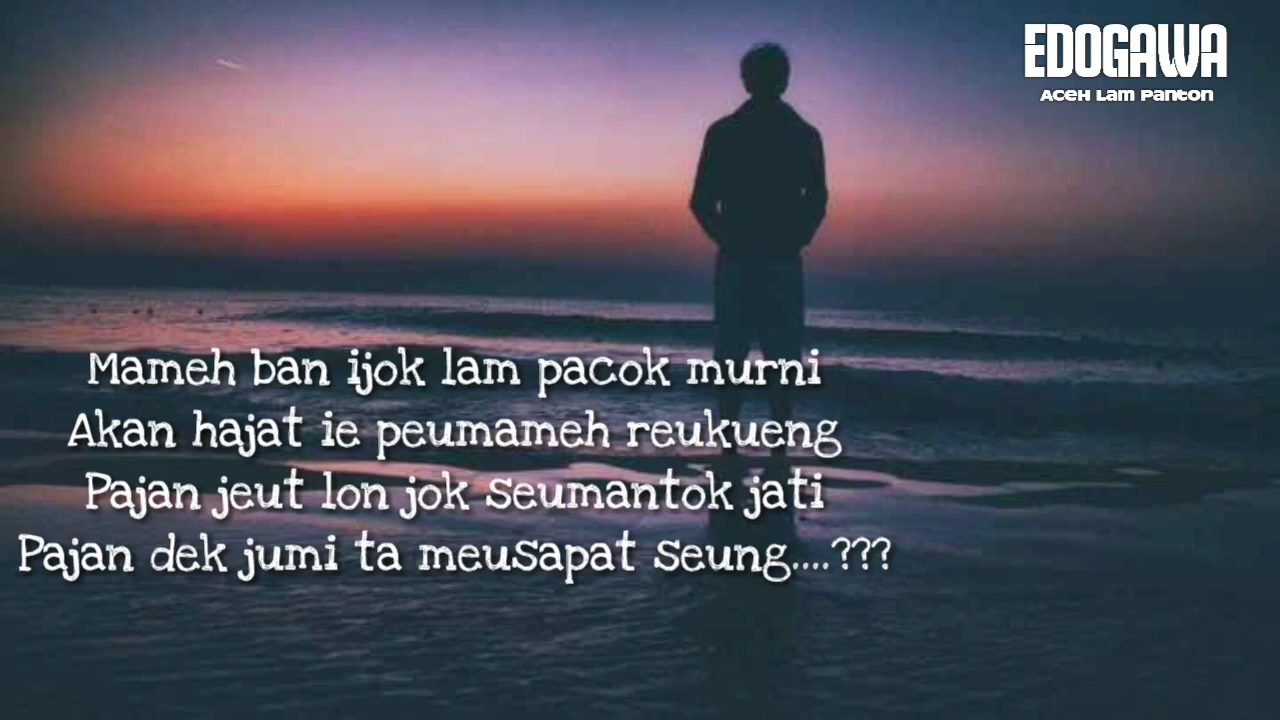 EDOGAWA
Aceh Lam Panton
Mameh ban ijok lam pacok murni
Akan hajat ie peumameh reukueng
Pajan jeut lon jok seumantok jati
Pajan dek jumi ta meusapat seung....???